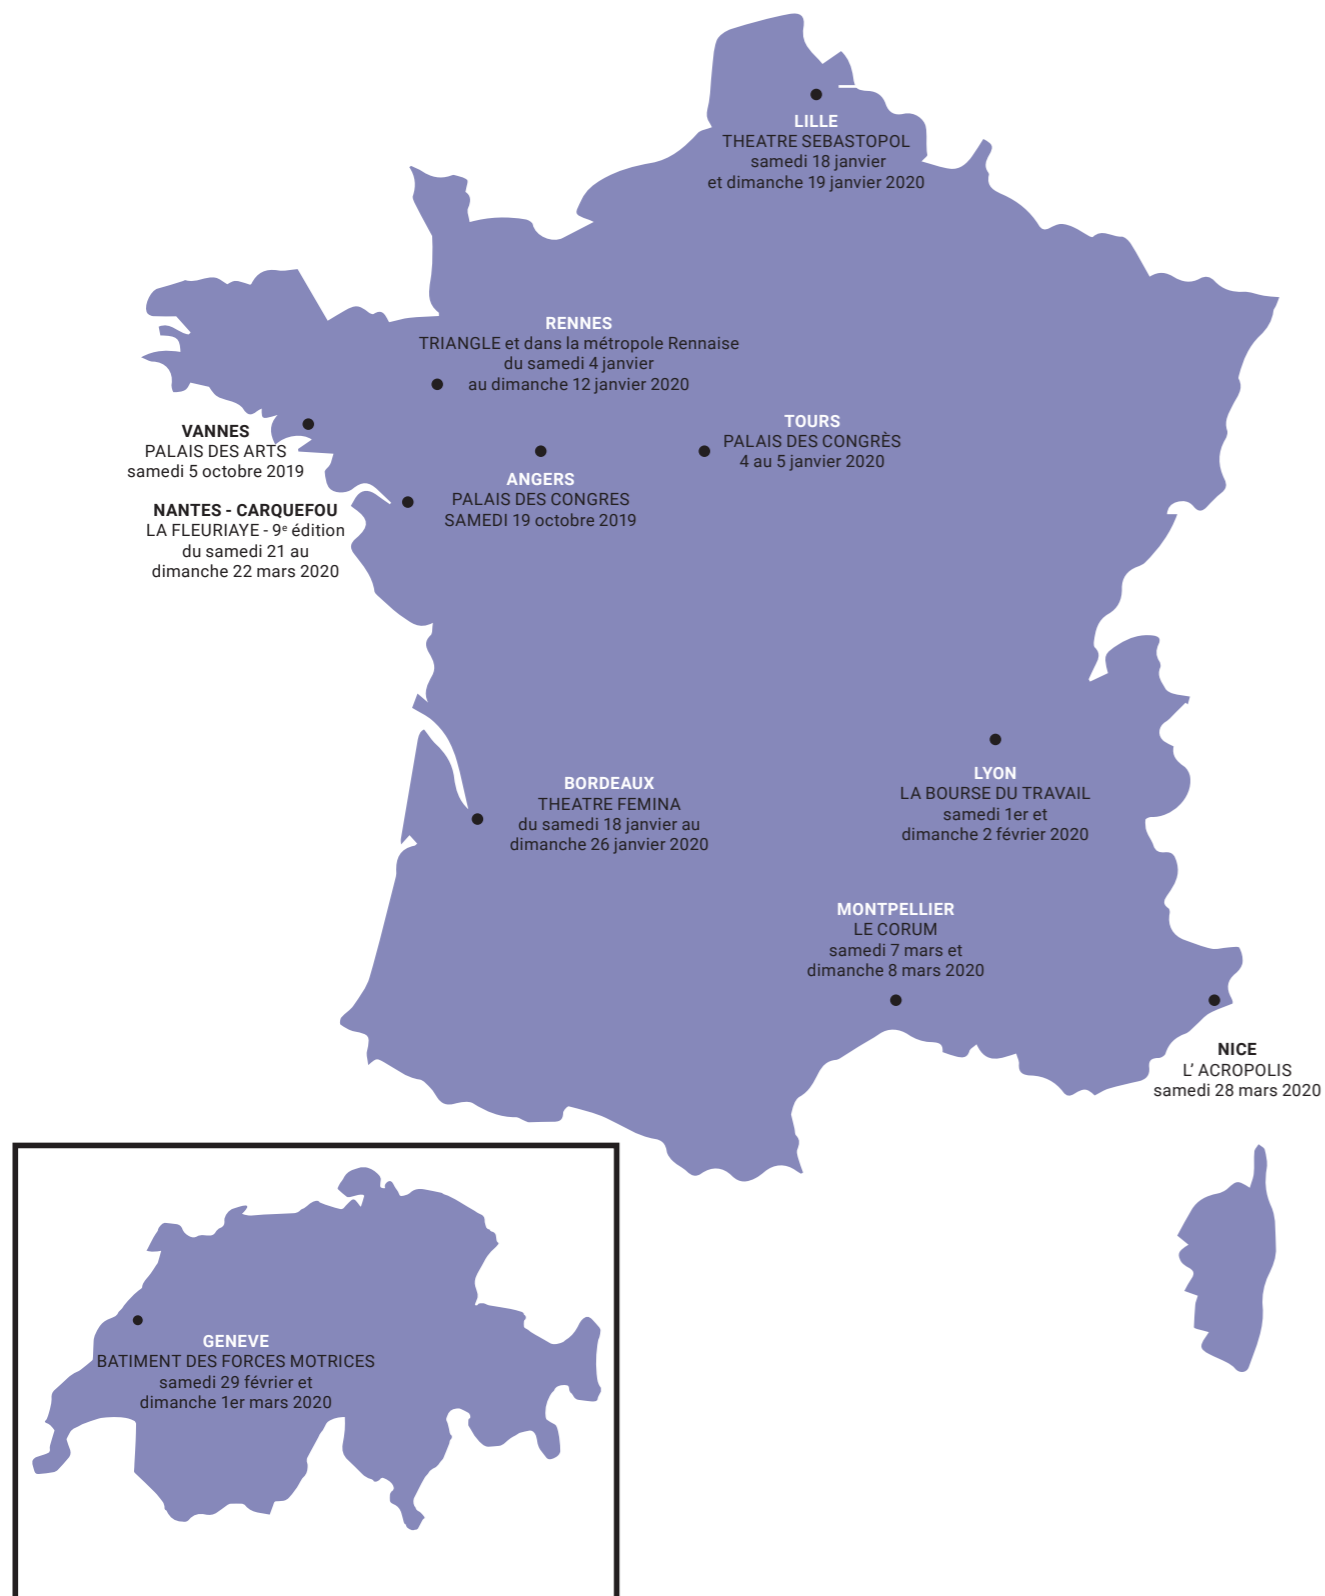 LILLE
THEATRE SEBASTOPOL
samedi 18 janvier
et dimanche 19 janvier 2020
RENNES
TRIANGLE et dans la métropole Rennaise
du samedi 4 janvier
au dimanche 12 janvier 2020
VANNES
PALAIS DES ARTS
samedi 5 octobre 2019
TOURS
PALAIS DES CONGRÈS
4 au 5 janvier 2020
ANGERS
PALAIS DES CONGRES
SAMEDI 19 octobre 2019
NANTES - CARQUEFOU
LA FLEURIAYE - 9e édition
du samedi 21 au
dimanche 22 mars 2020
BORDEAUX
THEATRE FEMINA
du samedi 18 janvier au
dimanche 26 janvier 2020
LYON
LA BOURSE DU TRAVAIL
samedi 1er et
dimanche 2 février 2020
MONTPELLIER
LE CORUM
samedi 7 mars et
dimanche 8 mars 2020
NICE
L' ACROPOLIS
samedi 28 mars 2020
GENEVE
BATIMENT DES FORCES MOTRICES
samedi 29 février et
dimanche 1er mars 2020